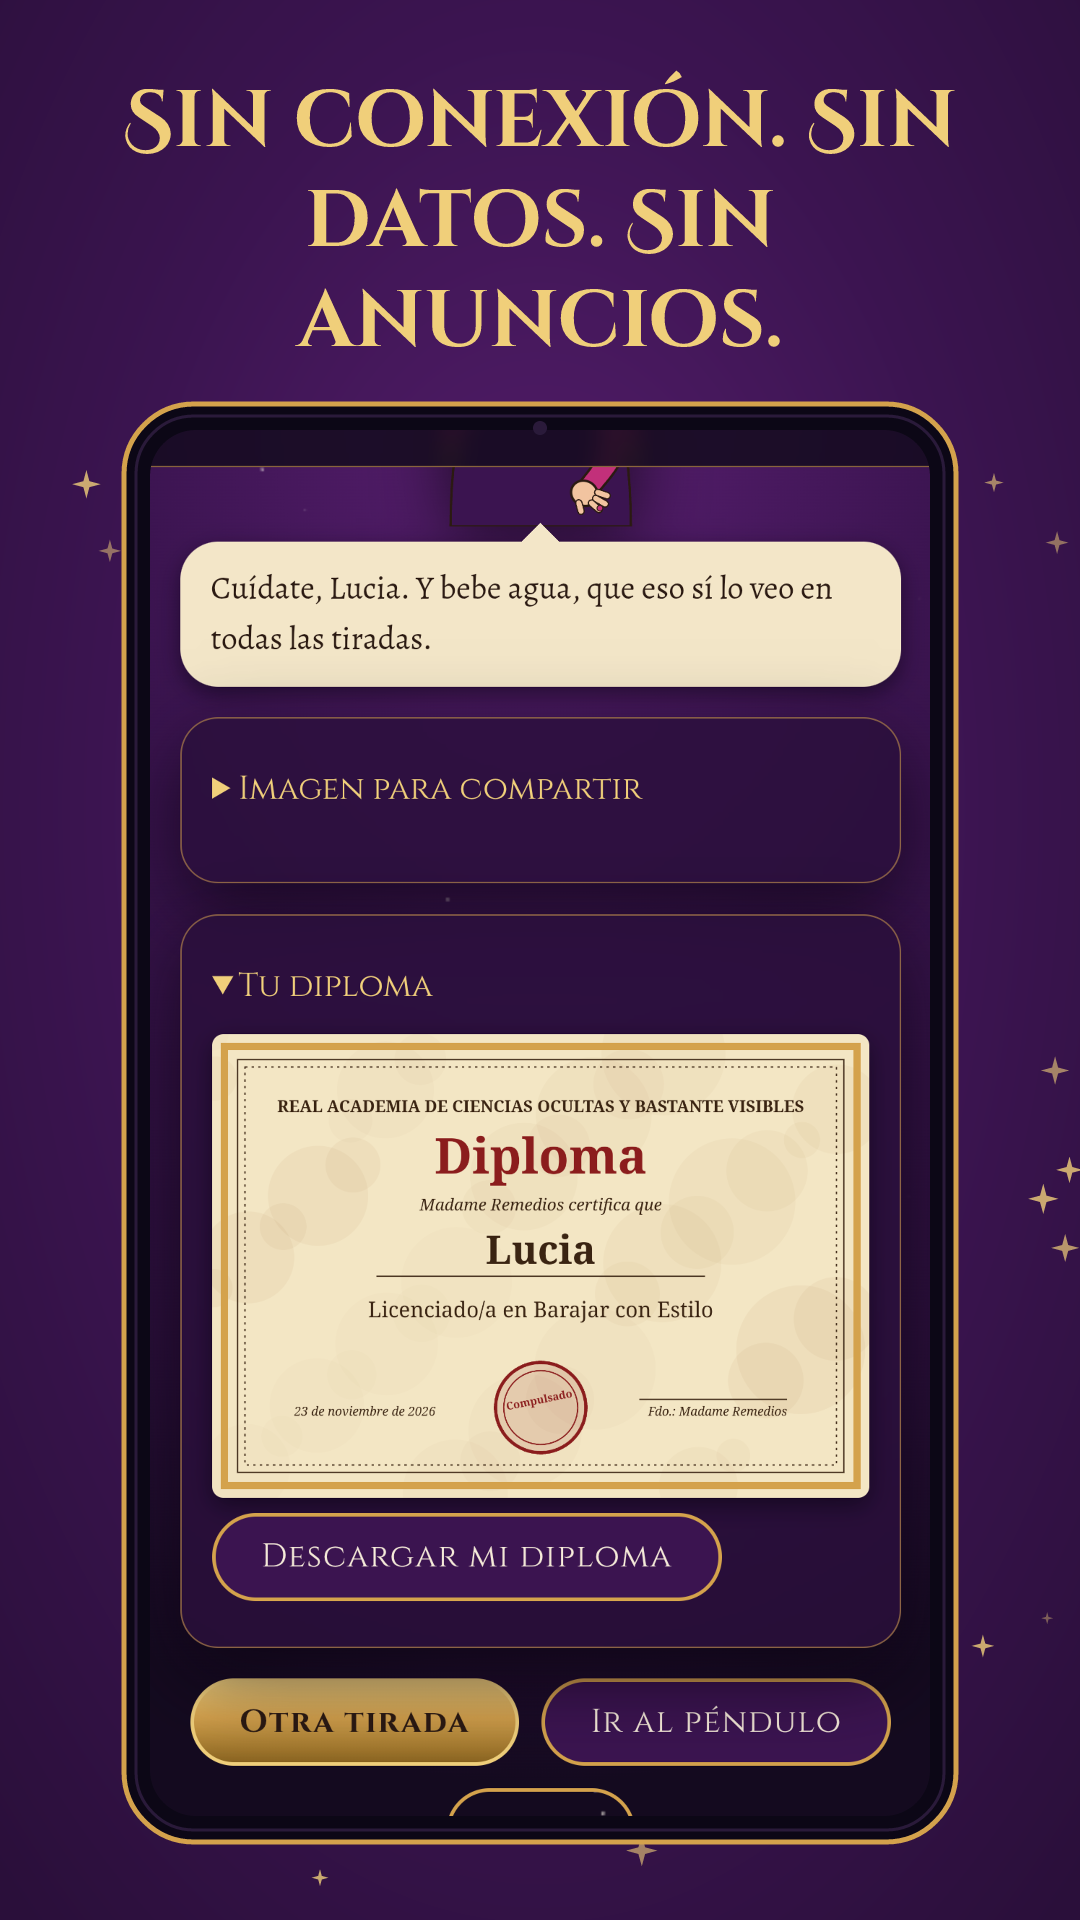 Sin conexión. Sin
datos. Sin
anuncios.
Cuídate, Lucia. Y bebe agua, que eso sí lo veo en
todas las tiradas.
Imagen para compartir
Tu diploma
REAL ACADEMIA DE CIENCIAS OCULTAS Y BASTANTE VISIBLES
Diploma
Madame Remedios certifica que
Lucia
Licenciado/a en Barajar con Estilo
Compulsado
23 de noviembre de 2026
Fdo.: Madame Remedios
Descargar mi diploma
Otra tirada
Ir al péndulo